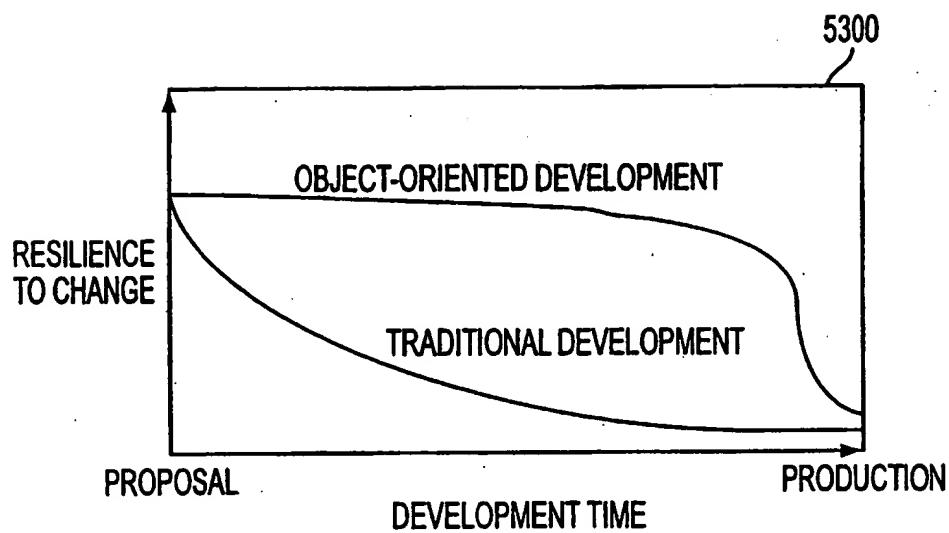 5300
OBJECT-ORIENTED DEVELOPMENT
RESILIENCE
TO CHANGE
TRADITIONAL DEVELOPMENT
PROPOSAL
PRODUCTION
DEVELOPMENT TIME